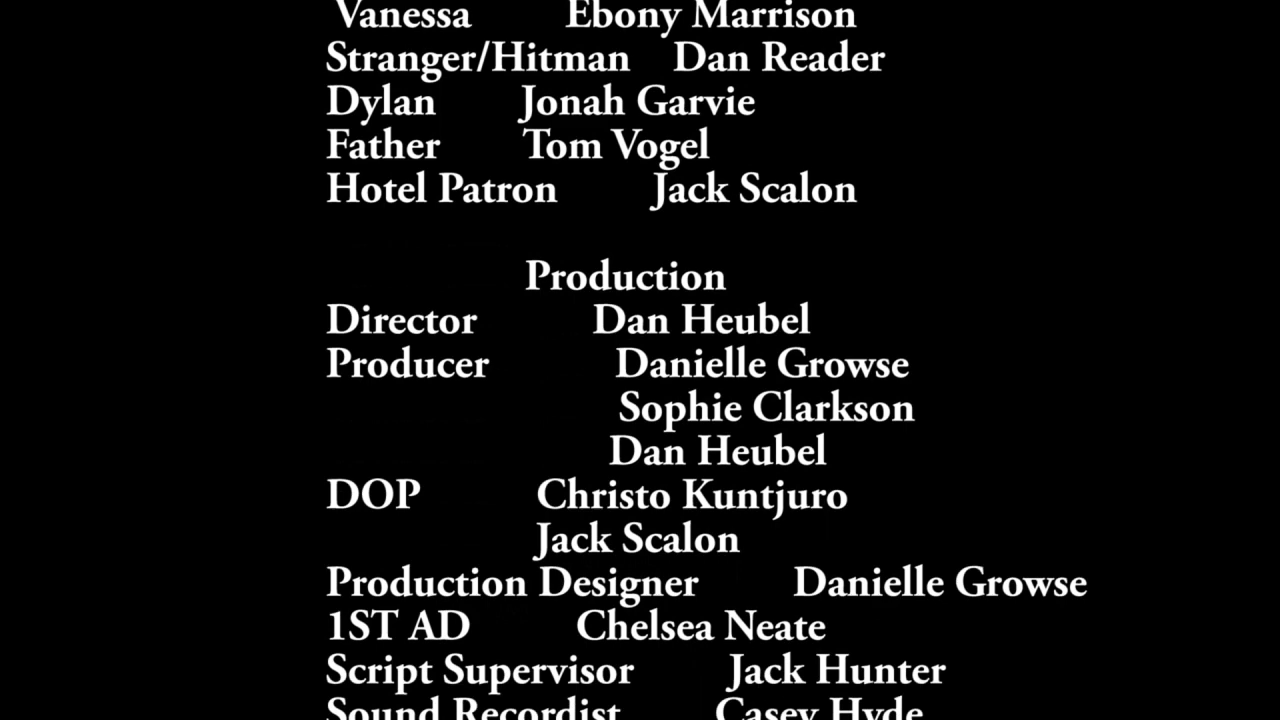 Vanessa Ebony Marrison
Stranger/Hitman Dan Reader
Dylan Jonah Garvie
Father Tom Vogel
Hotel Patron Jack Scalon
Production
Director Dan Heubel
Producer Danielle Growse
Sophie Clarkson
Dan Heubel
DOP Christo Kuntjuro
Jack Scalon
Production Designer Danielle Growse
1ST AD Chelsea Neate
Script Supervisor Jack Hunter
Sound Recordist Casey Hyde